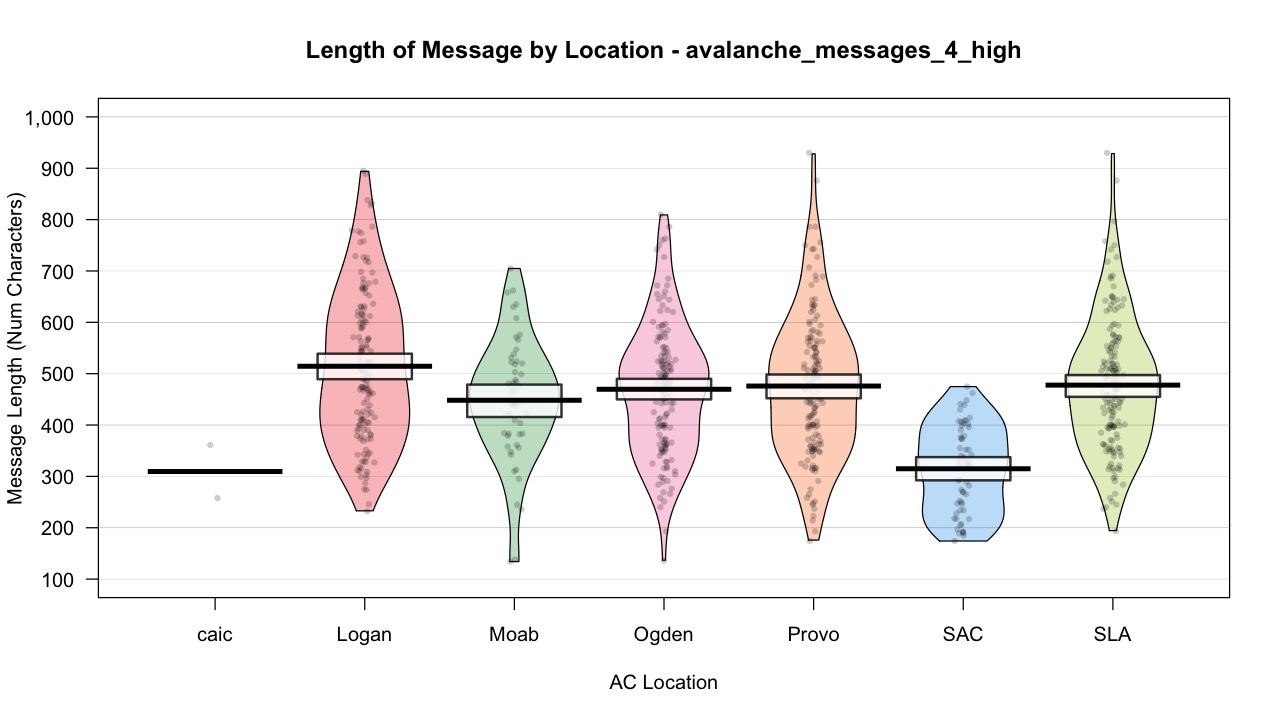 Length of Message by Location - avalanche_messages_4_high
Message Length (Num Characters)
1,000
900
800
700
600
500
400
300
200
100
caic Logan Moab Ogden Provo SAC SLA
AC Location